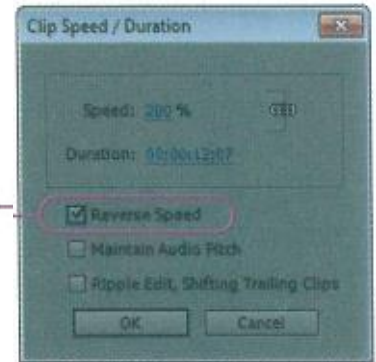 Clip Speed / Duration
Speed: 200 %
Duration: 00:00:12:07
Reverse Speed
Maintain Audio Pitch
Ripple Edit, Shifting Trailing Clips
OK Cancel